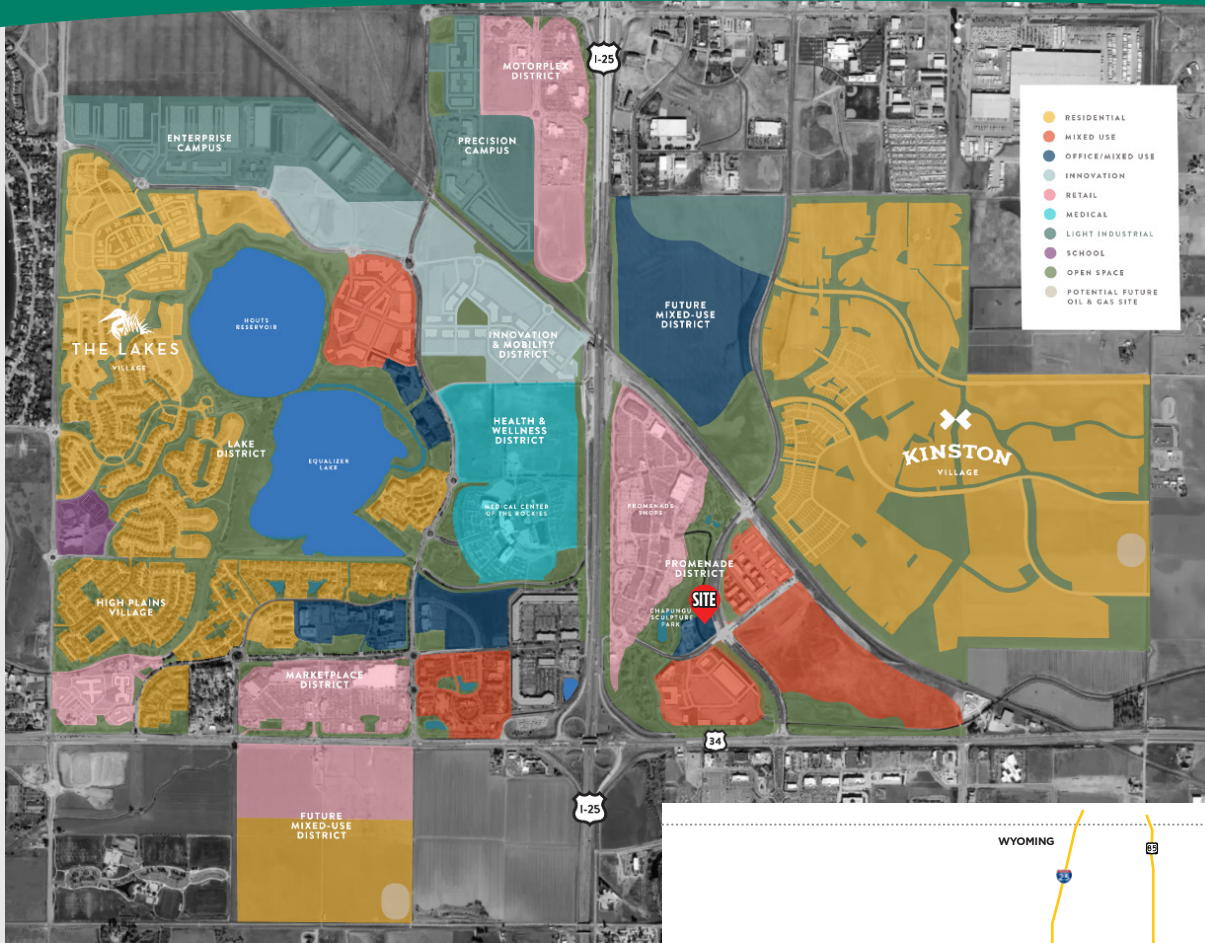 I-25
MOTORPLEX
DISTRICT
ENTERPRISE
CAMPUS
PRECISION
CAMPUS
RESIDENTIAL
MIXED USE
OFFICE/MIXED USE
INNOVATION
RETAIL
MEDICAL
LIGHT INDUSTRIAL
SCHOOL
OPEN SPACE
POTENTIAL FUTURE
OIL & GAS SITE
HOUTS
RESERVOIR
THE LAKES
VILLAGE
INNOVATION
& MOBILITY
DISTRICT
FUTURE
MIXED-USE
DISTRICT
HEALTH &
WELLNESS
DISTRICT
LAKE
DISTRICT
EQUALIZER
LAKE
KINSTON
VILLAGE
MEDICAL CENTER
OF THE ROCKIES
PROMENADE
SHOPS
PROMENADE
DISTRICT
SITE
CHAPUNGU
SCULPTURE
PARK
HIGH PLAINS
VILLAGE
MARKETPLACE
DISTRICT
34
I-25
FUTURE
MIXED-USE
DISTRICT
WYOMING
85
25